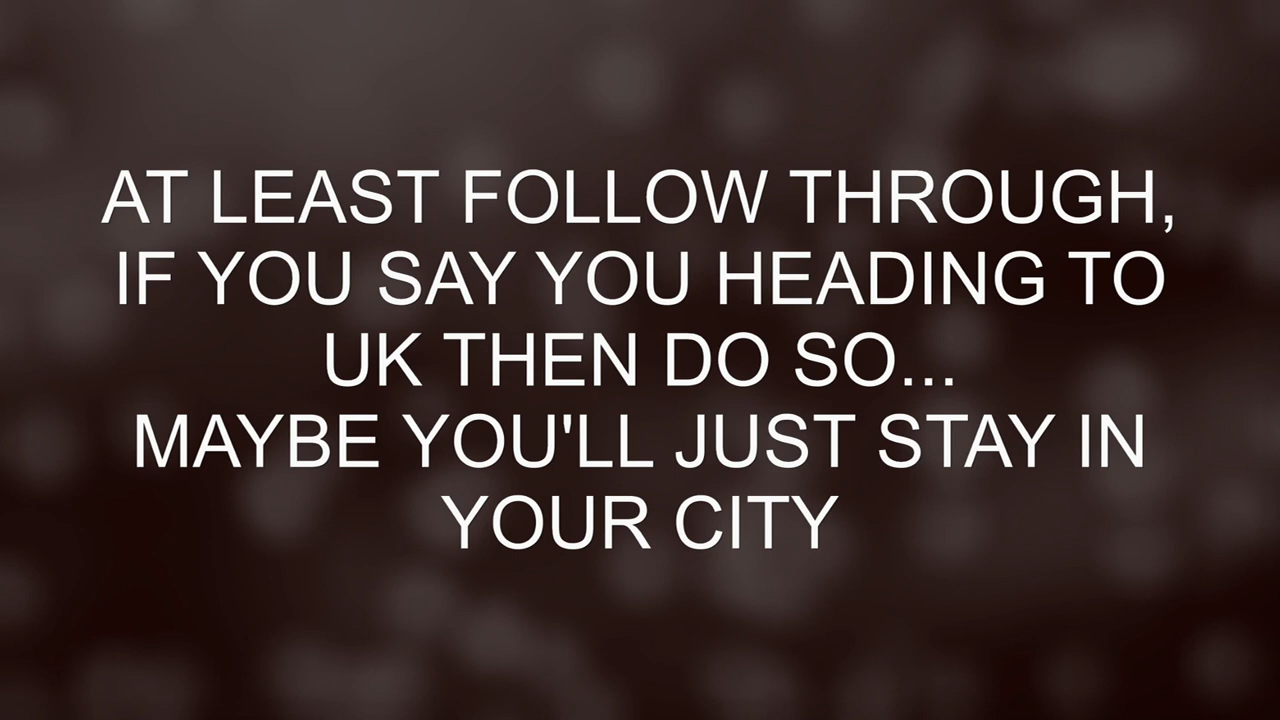 AT LEAST FOLLOW THROUGH,
IF YOU SAY YOU HEADING TO
UK THEN DO SO...
MAYBE YOU'LL JUST STAY IN
YOUR CITY